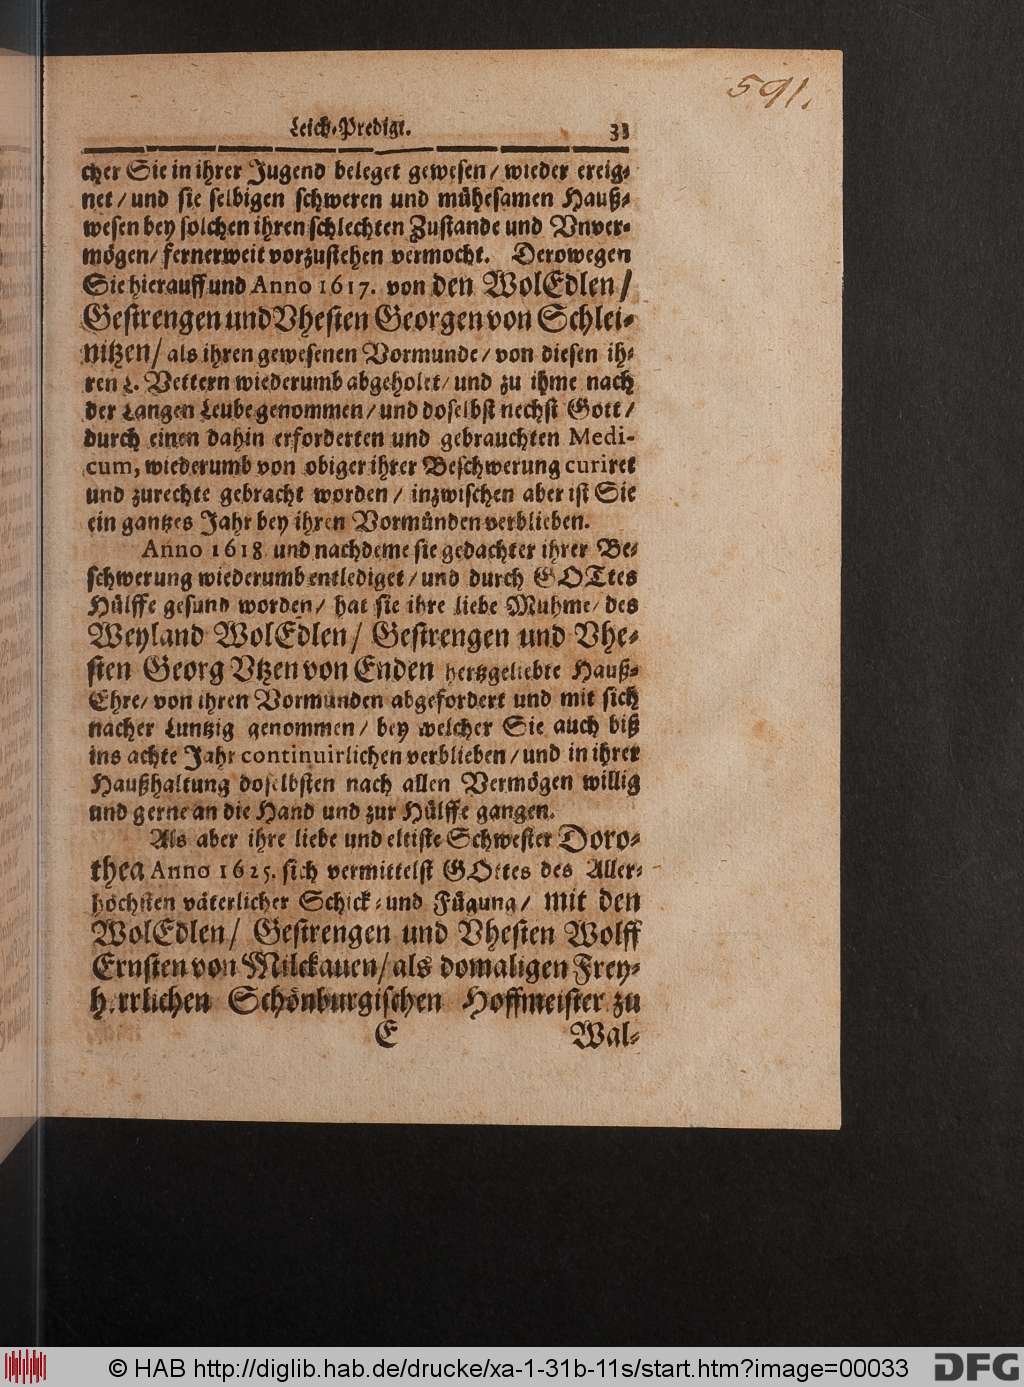 591.
Leich-Predigt. 33
cher Sie in ihrer Jugend beleget gewesen/ wieder ereig-
net/ und sie selbigen schweren und mühesamen Hauß-
wesen bey solchen ihren schlechten Zustande und Vnver-
mögen/ fernerweit vorzustehen vermocht. Derowegen
Sie hierauff und Anno 1617. von den WolEdlen/
Gestrengen und Vhesten Georgen von Schlei-
nitzen/ als ihren gewesenen Vormunde/ von diesen ih-
ren L. Vettern wiederumb abgeholet/ und zu ihme nach
der Langen Leube genommen/ und doselbst nechst Gott/
durch einen dahin erforderten und gebrauchten Medi-
cum, wiederumb von obiger ihrer Beschwerung curiret
und zurechte gebracht worden/ inzwischen aber ist Sie
ein gantzes Jahr bey ihren Vormünden verblieben.
Anno 1618. und nachdeme sie gedachter ihrer Be-
schwerung wiederumb entlediget/ und durch GOTtes
Hülffe gesund worden/ hat sie ihre liebe Muhme/ des
Weyland WolEdlen/ Gestrengen und Vhe-
sten Georg Vtzen von Enden hertzgeliebte Hauß-
Ehre/ von ihren Vormunden abgefordert und mit sich
nacher Luntzig genommen/ bey welcher Sie auch biß
ins achte Jahr continuirlichen verblieben/ und in ihrer
Haußhaltung doselbsten nach allen Vermögen willig
und gerne an die Hand und zur Hülffe gangen.
Als aber ihre liebe und eltiste Schwester Doro-
thea Anno 1625. sich vermittelst GOttes des Aller-
höchsten väterlicher Schick- und Fügung/ mit den
WolEdlen/ Gestrengen und Vhesten Wolff
Ernsten von Milckauen/ als domaligen Frey-
herrlichen Schönburgischen Hoffmeister zu
E Wal-
© HAB http://diglib.hab.de/drucke/xa-1-31b-11s/start.htm?image=00033 DFG